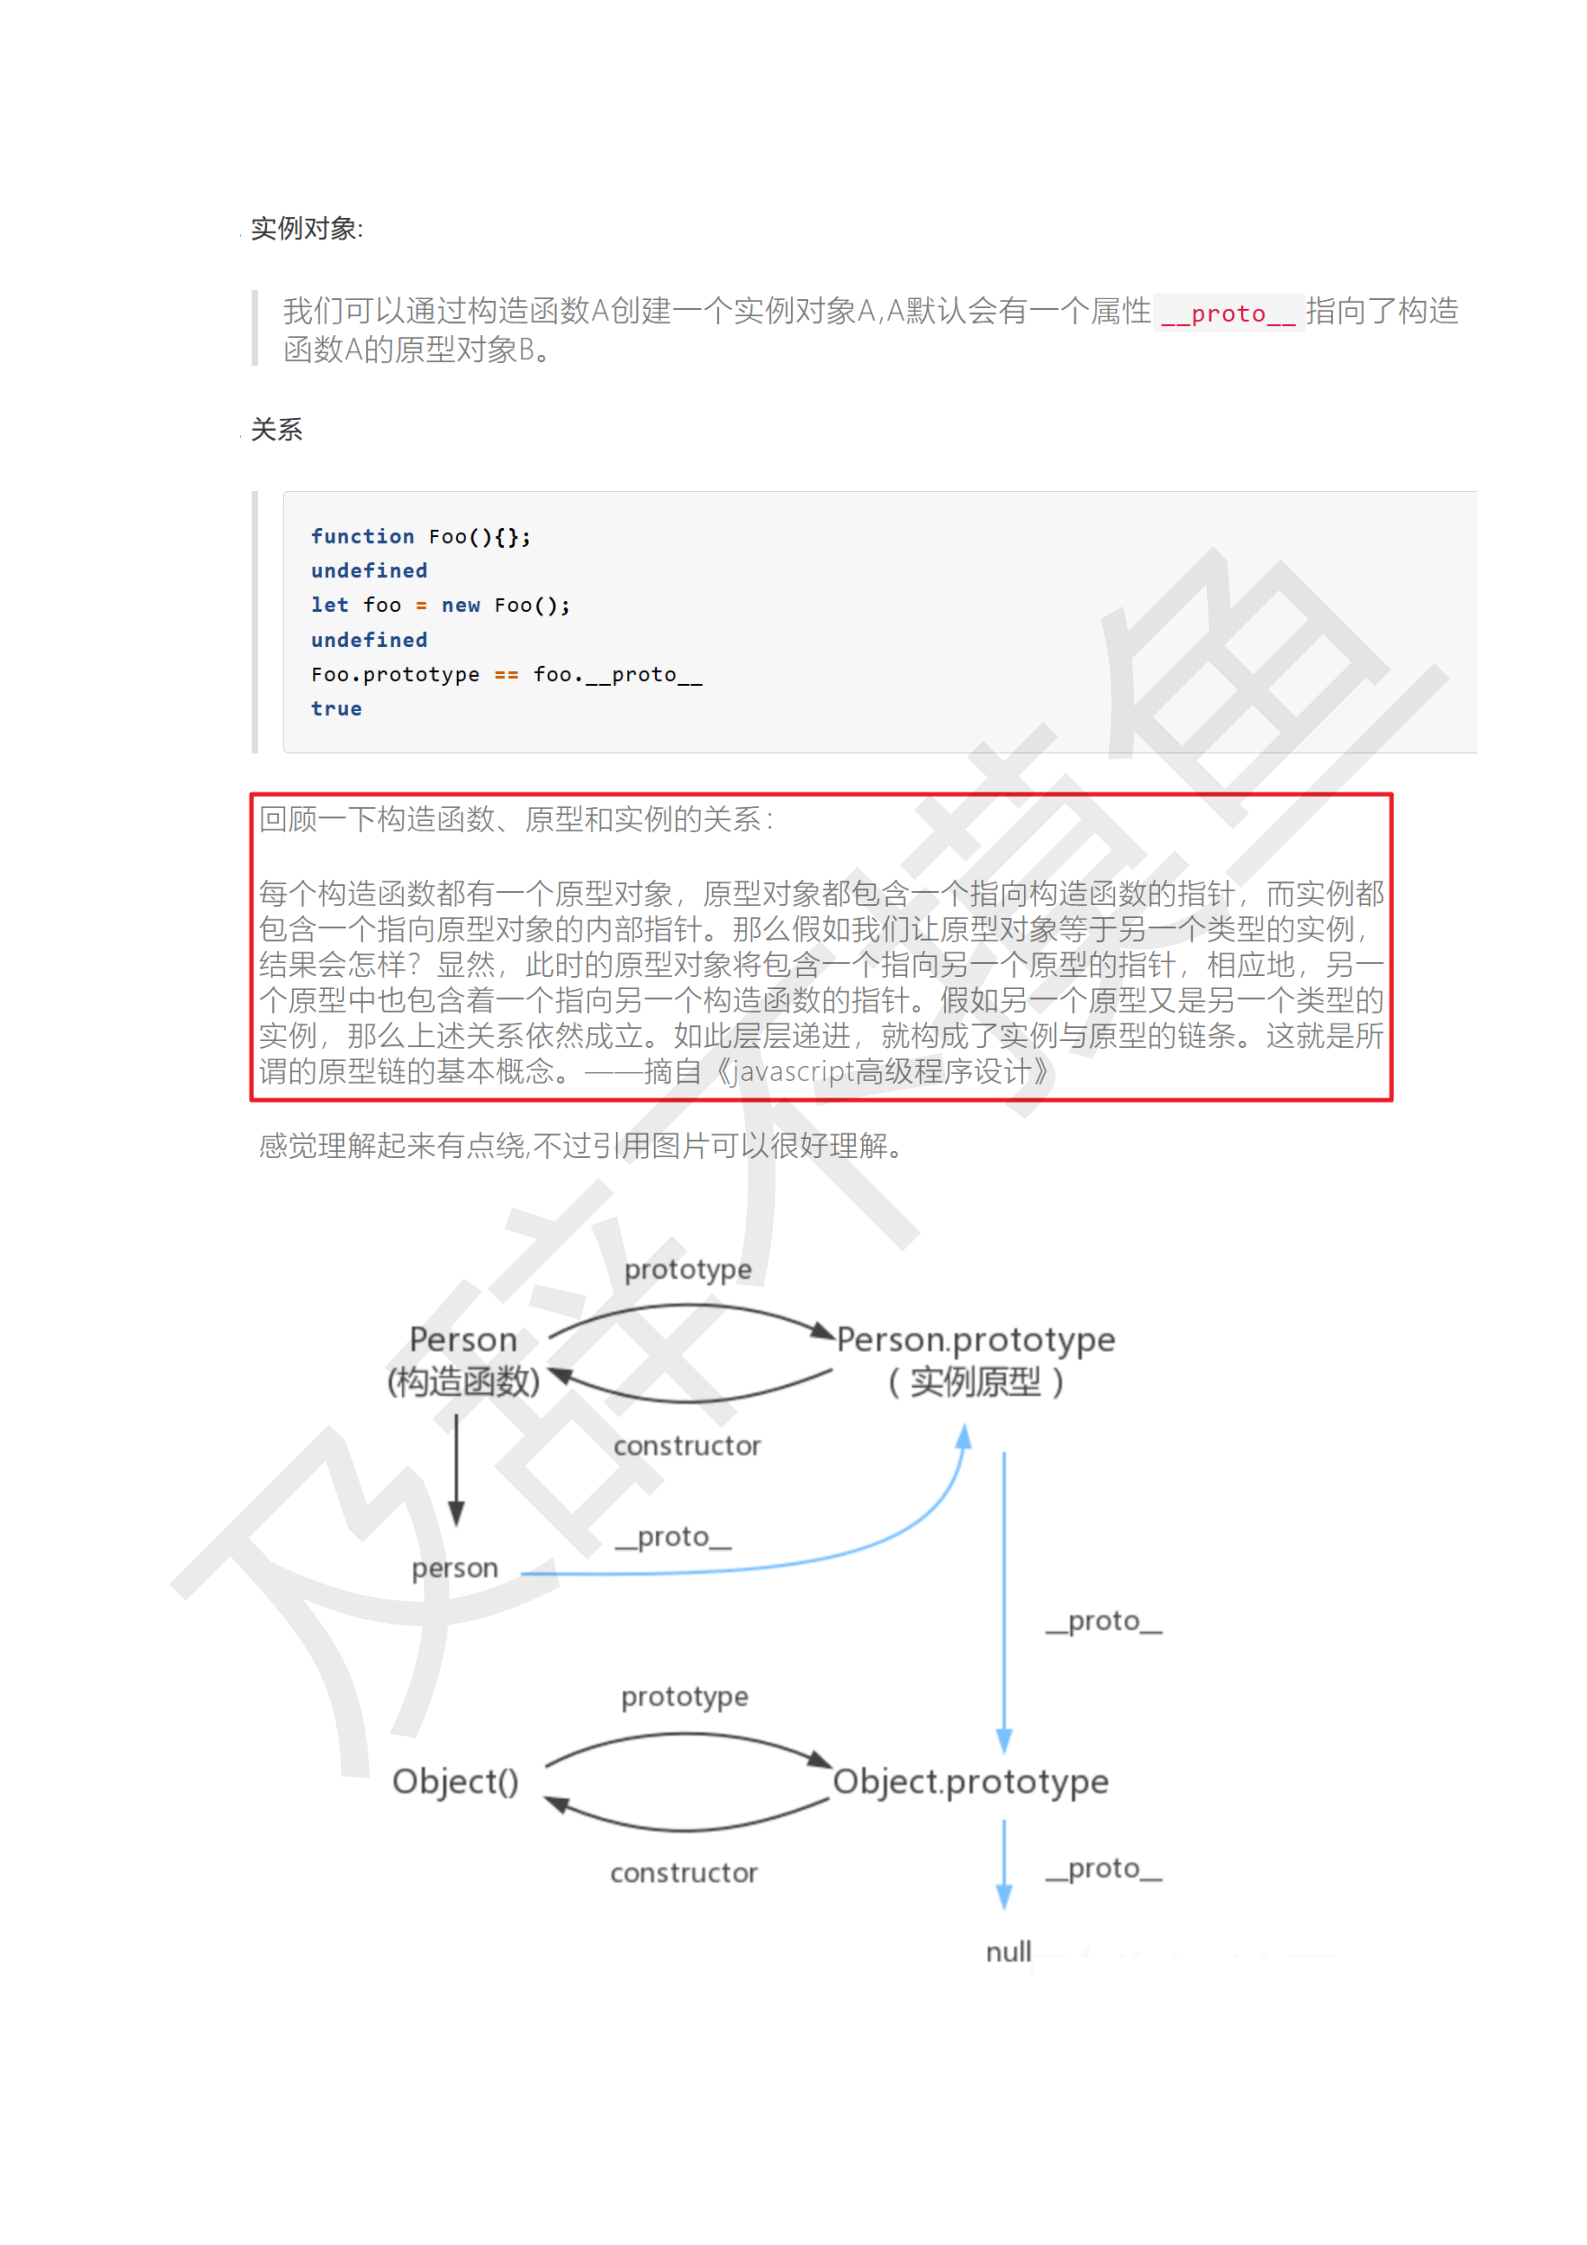 实例对象:
我们可以通过构造函数A创建一个实例对象A,A默认会有一个属性 __proto__ 指向了构造
函数A的原型对象B。
关系
function Foo(){};
undefined
let foo = new Foo();
undefined
Foo.prototype == foo.__proto__
true
回顾一下构造函数、原型和实例的关系：
每个构造函数都有一个原型对象，原型对象都包含一个指向构造函数的指针，而实例都
包含一个指向原型对象的内部指针。那么假如我们让原型对象等于另一个类型的实例，
结果会怎样？显然，此时的原型对象将包含一个指向另一个原型的指针，相应地，另一
个原型中也包含着一个指向另一个构造函数的指针。假如另一个原型又是另一个类型的
实例，那么上述关系依然成立。如此层层递进，就构成了实例与原型的链条。这就是所
谓的原型链的基本概念。——摘自《javascript高级程序设计》
感觉理解起来有点绕,不过引用图片可以很好理解。
prototype
Person
(构造函数)
Person.prototype
（ 实例原型 ）
constructor
person
__proto__
__proto__
prototype
Object()
Object.prototype
constructor
__proto__
null
及辞不摸鱼